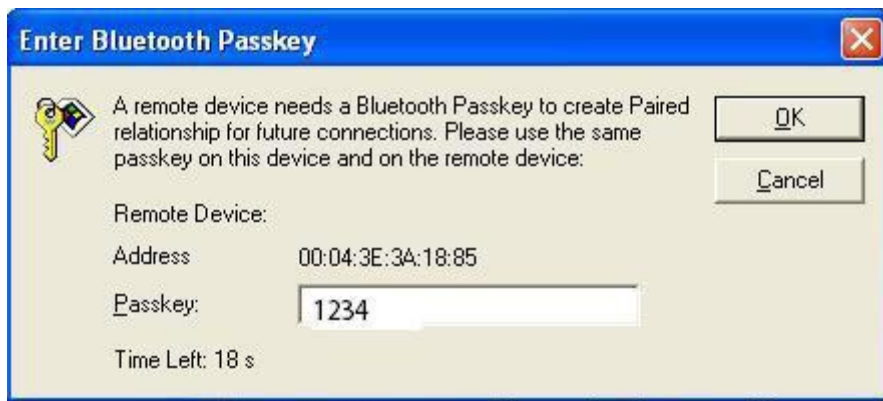 Enter Bluetooth Passkey
A remote device needs a Bluetooth Passkey to create Paired
relationship for future connections. Please use the same
passkey on this device and on the remote device:
OK
Cancel
Remote Device:
Address 00:04:3E:3A:18:85
Passkey: 1234
Time Left: 18 s